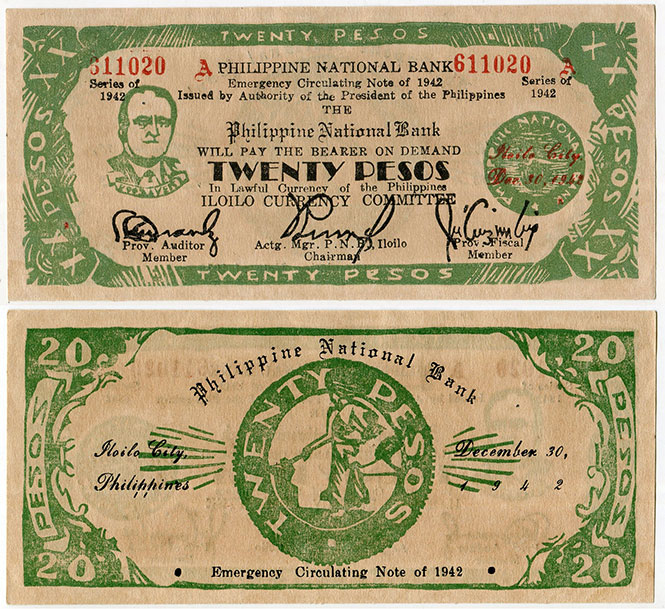 TWENTY PESOS
XX
XX
611020 A PHILIPPINE NATIONAL BANK 611020 A
Series of 1942
Emergency Circulating Note of 1942
Series of 1942
Issued by Authority of the President of the Philippines
THE
Philippine National Bank
WILL PAY THE BEARER ON DEMAND
TWENTY PESOS
In Lawful Currency of the Philippines
ILOILO CURRENCY COMMITTEE
PESOS
PESOS
NATIONAL
Iloilo City
Dec. 30, 1942
Prov. Auditor
Member
Actg. Mgr. P.N.B., Iloilo
Chairman
Prov. Fiscal
Member
XX
XX
TWENTY PESOS
20
20
Philippine National Bank
TWENTY PESOS
PESOS
PESOS
Iloilo City,
Philippines
December 30,
1942
20
20
• Emergency Circulating Note of 1942 •